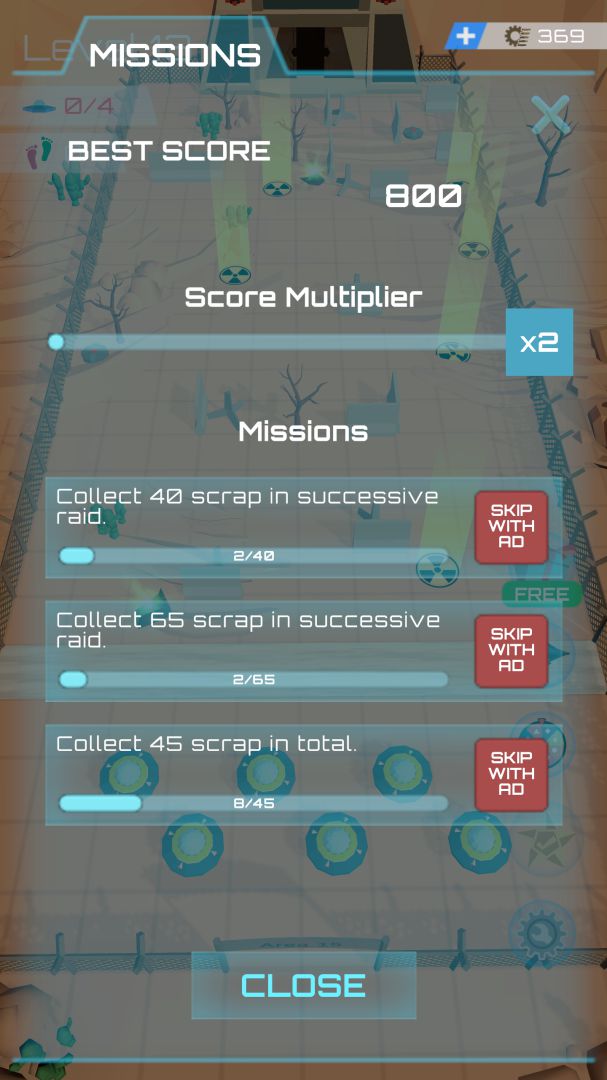 MISSIONS
369
0/4
BEST SCORE
800
Score Multiplier
x2
Missions
Collect 40 scrap in successive
raid.
2/40
SKIP
WITH
AD
FREE
Collect 65 scrap in successive
raid.
2/65
SKIP
WITH
AD
Collect 45 scrap in total.
8/45
SKIP
WITH
AD
Area 15
CLOSE